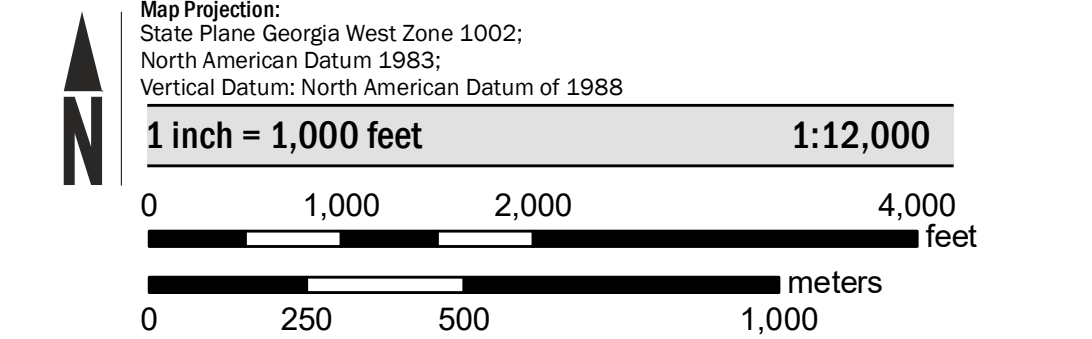 Map Projection:
State Plane Georgia West Zone 1002;
North American Datum 1983;
Vertical Datum: North American Datum of 1988
N
1 inch = 1,000 feet 1:12,000
0 1,000 2,000 4,000
feet
meters
0 250 500 1,000